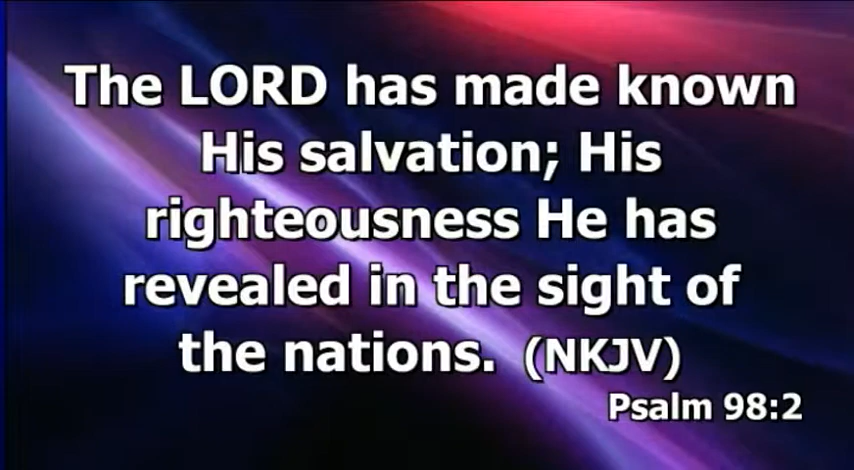 The LORD has made known
His salvation; His
righteousness He has
revealed in the sight of
the nations. (NKJV)
Psalm 98:2